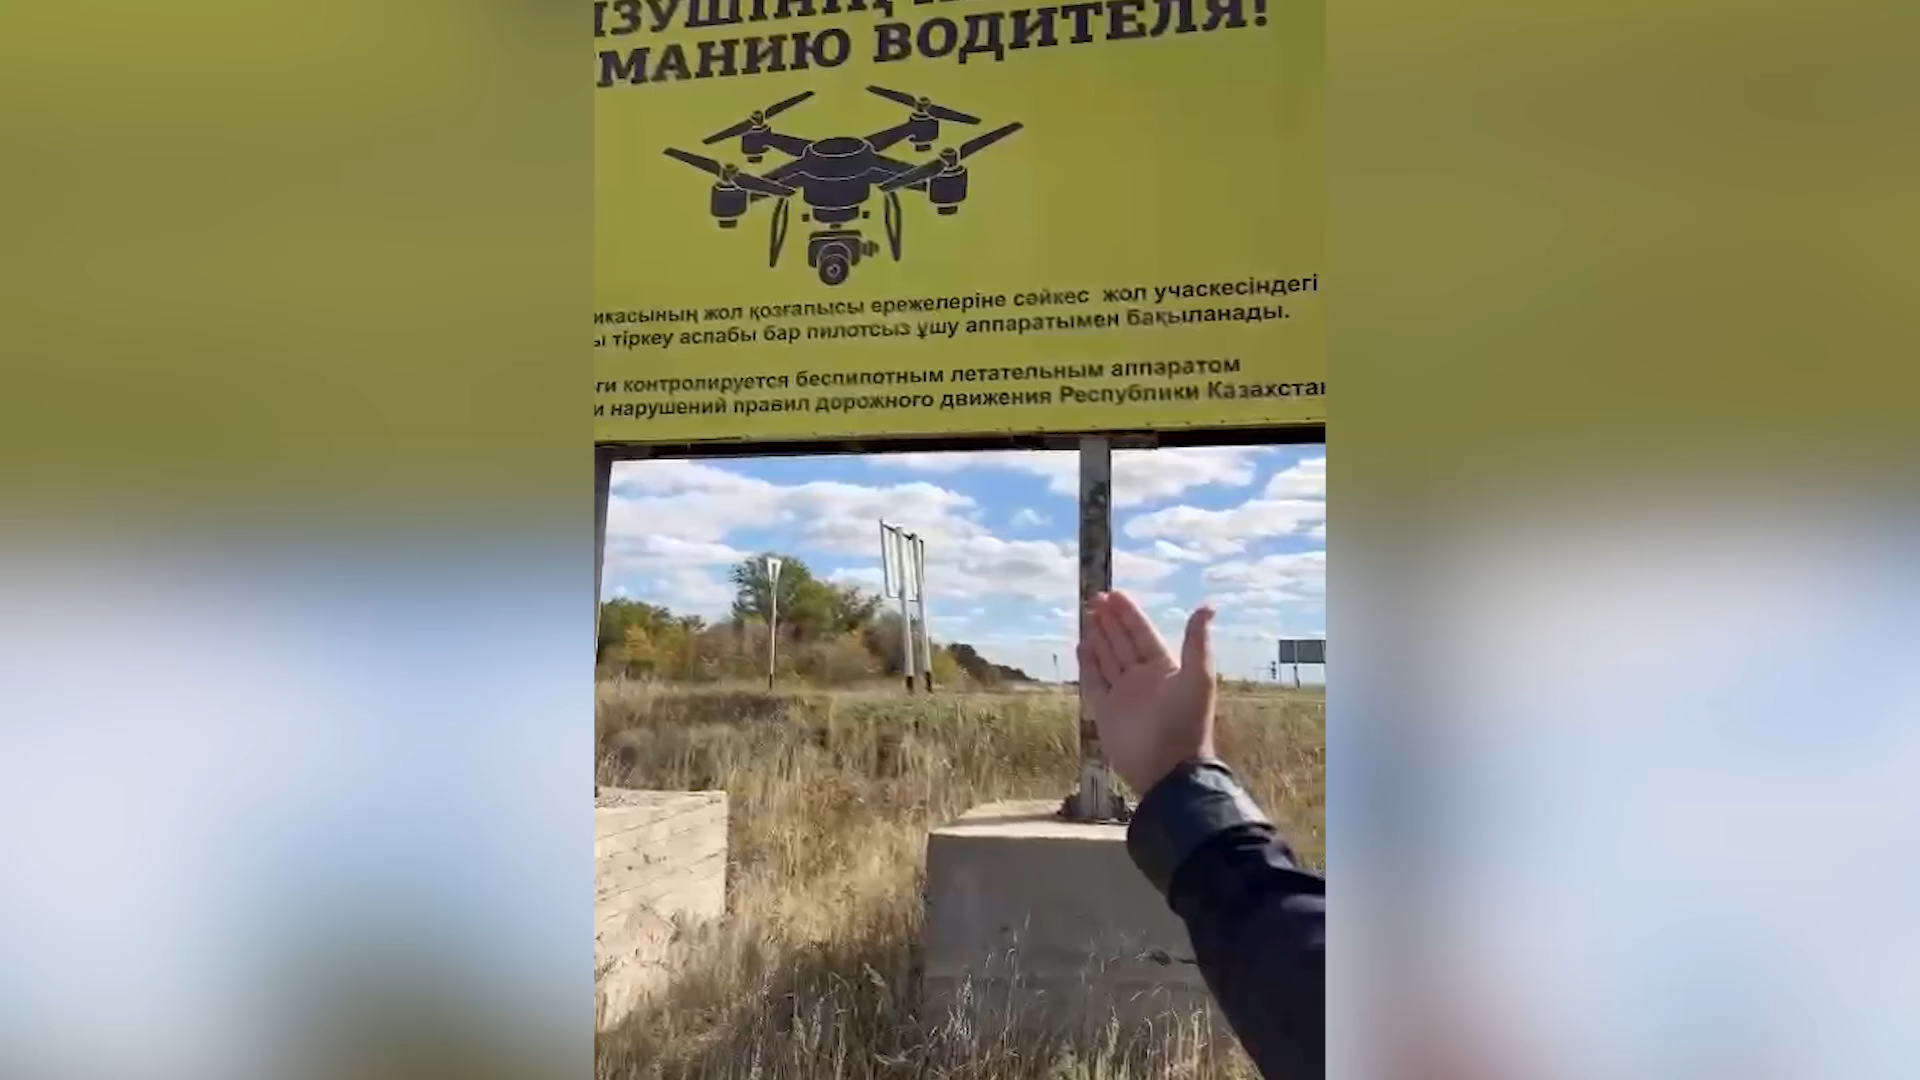 ІЗУШІНІҢ
МАНИЮ ВОДИТЕЛЯ!
икасының жол қозғалысы ережелеріне сәйкес жол учаскесіндегі
ы тіркеу аспабы бар пилотсыз ұшу аппаратымен бақыланады.
ги контролируется беспилотным летательным аппаратом
и нарушений правил дорожного движения Республики Казахстан